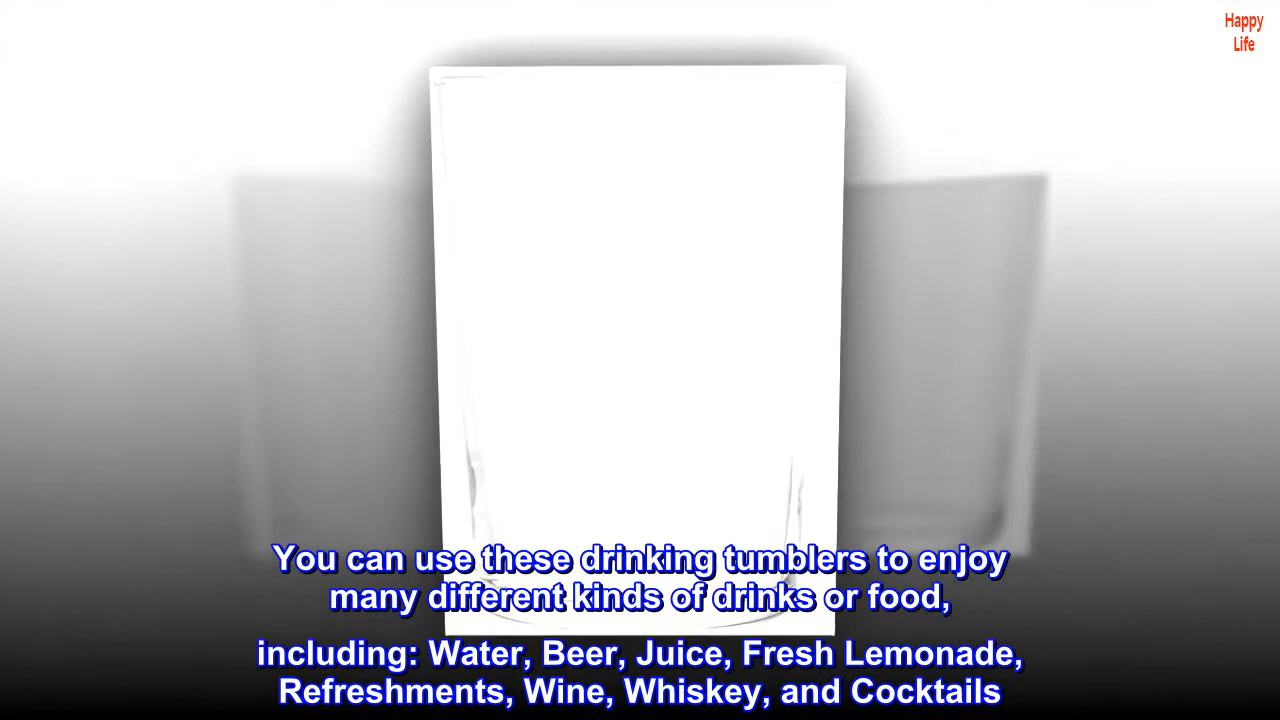 Happy
Life
You can use these drinking tumblers to enjoy
many different kinds of drinks or food,
including: Water, Beer, Juice, Fresh Lemonade,
Refreshments, Wine, Whiskey, and Cocktails